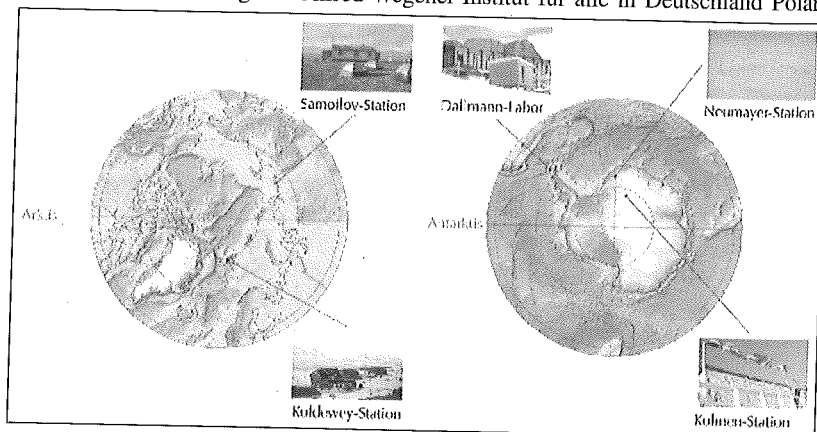 Alfred-Wegener-Institut für alle in Deutschland Polar
Samoilov-Station
Dallmann-Labor
Neumayer-Station
Arktis
Antarktis
Koldewey-Station
Kohnen-Station